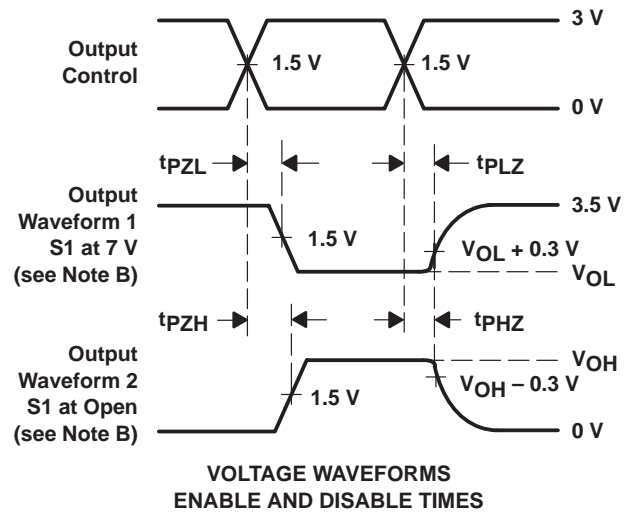 Output
Control
1.5 V
1.5 V
3 V
0 V
tPZL
tPLZ
Output
Waveform 1
S1 at 7 V
(see Note B)
1.5 V
3.5 V
VOL + 0.3 V
VOL
tPZH
tPHZ
Output
Waveform 2
S1 at Open
(see Note B)
1.5 V
VOH
VOH – 0.3 V
0 V
VOLTAGE WAVEFORMS
ENABLE AND DISABLE TIMES